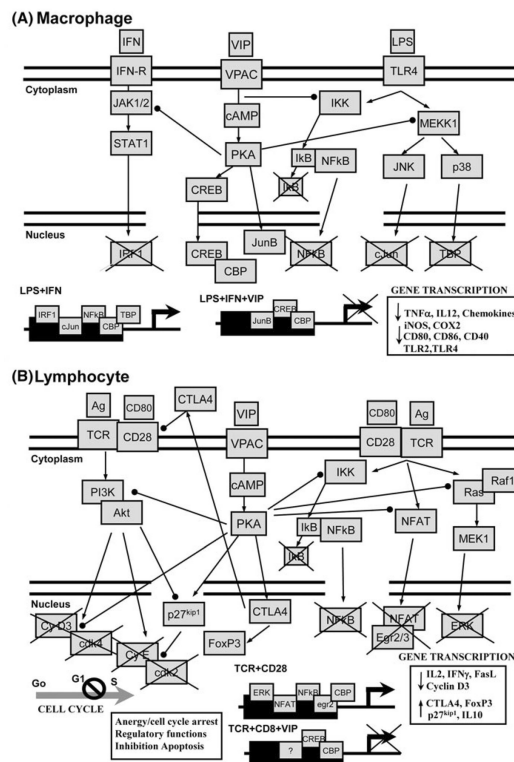 (A) Macrophage
IFN
VIP
LPS
IFN-R
VPAC
TLR4
Cytoplasm
JAK1/2
IKK
cAMP
MEKK1
STAT1
PKA
IkB
NFkB
JNK
p38
CREB
IkB
Nucleus
JunB
IRF1
CREB
NFkB
cJun
TBP
CBP
LPS+IFN
LPS+IFN+VIP
GENE TRANSCRIPTION
IRF1
NFkB
TBP
cJun
CBP
CREB
JunB
CBP
↓ TNFα, IL12, Chemokines
iNOS, COX2
↓ CD80, CD86, CD40
TLR2,TLR4
(B) Lymphocyte
Ag
CD80
CTLA4
VIP
CD80
Ag
TCR
CD28
VPAC
CD28
TCR
Cytoplasm
IKK
PI3K
cAMP
Ras
Raf1
Akt
PKA
IkB
NFkB
NFAT
MEK1
IkB
Nucleus
p27kip1
CTLA4
Cy D3
cdk4
Cy E
cdk2
FoxP3
NFkB
NFAT
Egr2/3
ERK
Go
G1
S
CELL CYCLE
TCR+CD28
GENE TRANSCRIPTION
ERK
NFkB
CBP
NFAT
egr2
↓ IL2, IFNγ, FasL
Cyclin D3
↑ CTLA4, FoxP3
p27kip1, IL10
Anergy/cell cycle arrest
Regulatory functions
Inhibition Apoptosis
TCR+CD8+VIP
CREB
?
CBP